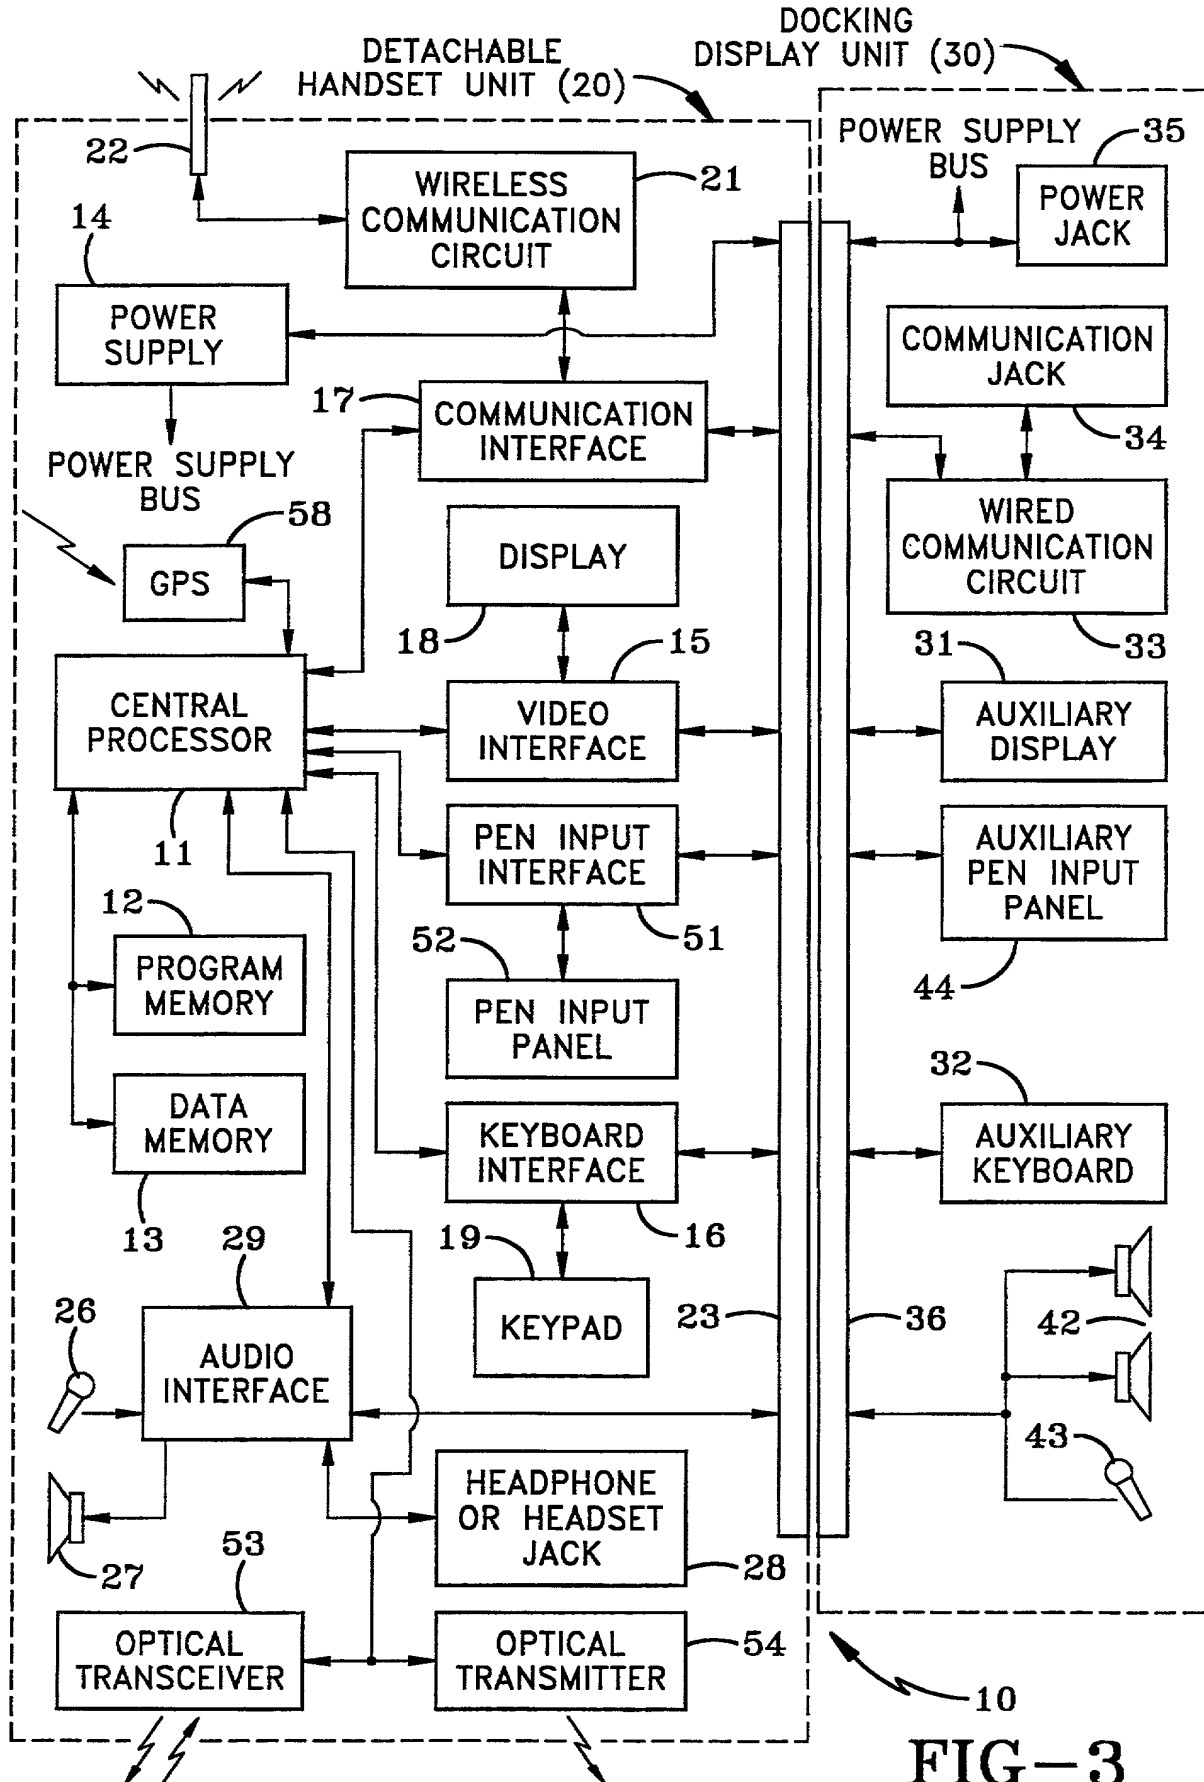 DOCKING
DISPLAY UNIT (30)
DETACHABLE
HANDSET UNIT (20)
22
WIRELESS
COMMUNICATION
CIRCUIT
21
POWER SUPPLY
BUS
35
POWER
JACK
14
POWER
SUPPLY
COMMUNICATION
JACK
34
17
COMMUNICATION
INTERFACE
POWER SUPPLY
BUS
58
GPS
DISPLAY
18
WIRED
COMMUNICATION
CIRCUIT
33
15
31
CENTRAL
PROCESSOR
11
VIDEO
INTERFACE
AUXILIARY
DISPLAY
PEN INPUT
INTERFACE
51
AUXILIARY
PEN INPUT
PANEL
44
12
PROGRAM
MEMORY
52
PEN INPUT
PANEL
DATA
MEMORY
13
KEYBOARD
INTERFACE
16
32
AUXILIARY
KEYBOARD
29
19
KEYPAD
23
36
42
26
AUDIO
INTERFACE
43
27
HEADPHONE
OR HEADSET
JACK
28
53
OPTICAL
TRANSCEIVER
OPTICAL
TRANSMITTER
54
10
FIG-3